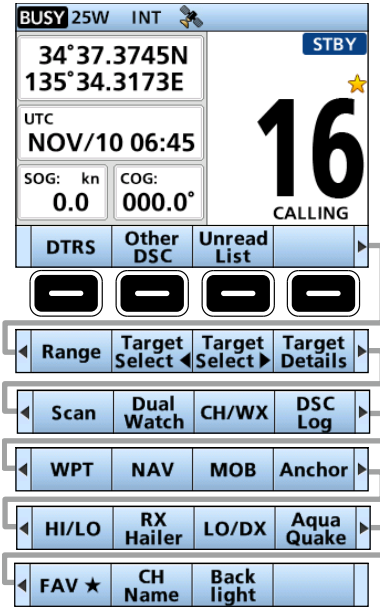 BUSY 25W INT
STBY
34°37.3745N
135°34.3173E
UTC
NOV/10 06:45
SOG: kn
0.0
COG:
000.0°
16
CALLING
DTRS
Other
DSC
Unread
List
Range
Target
Select ◀
Target
Select ▶
Target
Details
Scan
Dual
Watch
CH/WX
DSC
Log
WPT
NAV
MOB
Anchor
HI/LO
RX
Hailer
LO/DX
Aqua
Quake
FAV ★
CH
Name
Back
light